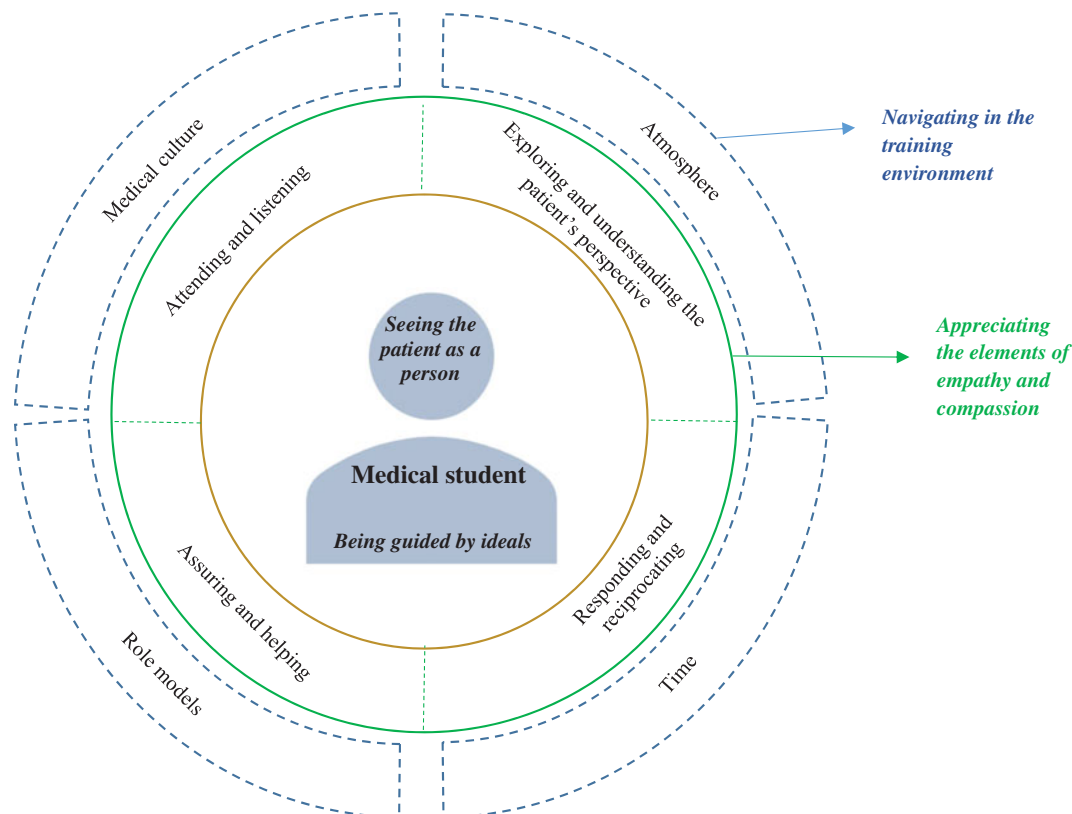 Medical culture
Atmosphere
Navigating in the
training
environment
Attending and listening
Exploring and understanding the
patient’s perspective
Seeing the
patient as a
person
Appreciating
the elements of
empathy and
compassion
Medical student
Being guided by ideals
Assuring and helping
Responding and
reciprocating
Role models
Time